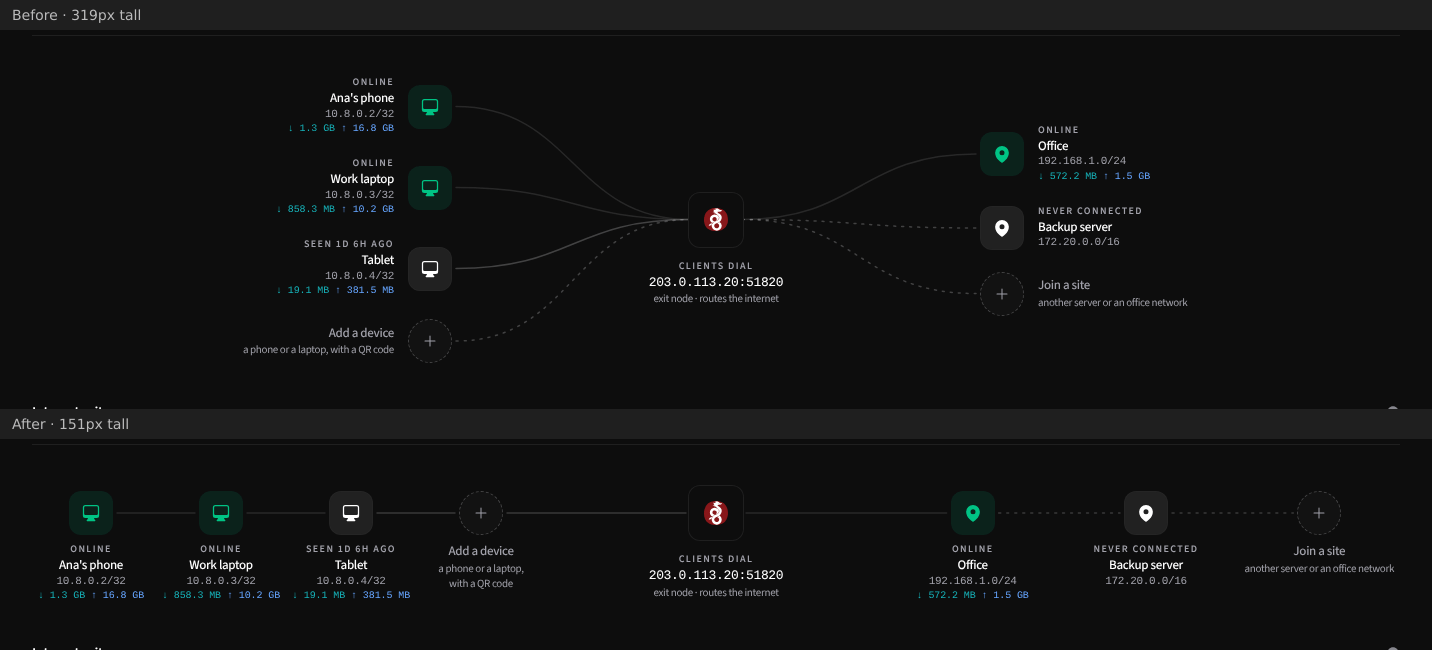 Before · 319px tall
ONLINE
Ana's phone
10.8.0.2/32
↓ 1.3 GB ↑ 16.8 GB
ONLINE
Work laptop
10.8.0.3/32
↓ 858.3 MB ↑ 10.2 GB
SEEN 1D 6H AGO
Tablet
10.8.0.4/32
↓ 19.1 MB ↑ 381.5 MB
Add a device
a phone or a laptop, with a QR code
CLIENTS DIAL
203.0.113.20:51820
exit node · routes the internet
ONLINE
Office
192.168.1.0/24
↓ 572.2 MB ↑ 1.5 GB
NEVER CONNECTED
Backup server
172.20.0.0/16
Join a site
another server or an office network
After · 151px tall
ONLINE
Ana's phone
10.8.0.2/32
↓ 1.3 GB ↑ 16.8 GB
ONLINE
Work laptop
10.8.0.3/32
↓ 858.3 MB ↑ 10.2 GB
SEEN 1D 6H AGO
Tablet
10.8.0.4/32
↓ 19.1 MB ↑ 381.5 MB
Add a device
a phone or a laptop,
with a QR code
CLIENTS DIAL
203.0.113.20:51820
exit node · routes the internet
ONLINE
Office
192.168.1.0/24
↓ 572.2 MB ↑ 1.5 GB
NEVER CONNECTED
Backup server
172.20.0.0/16
Join a site
another server or an office network